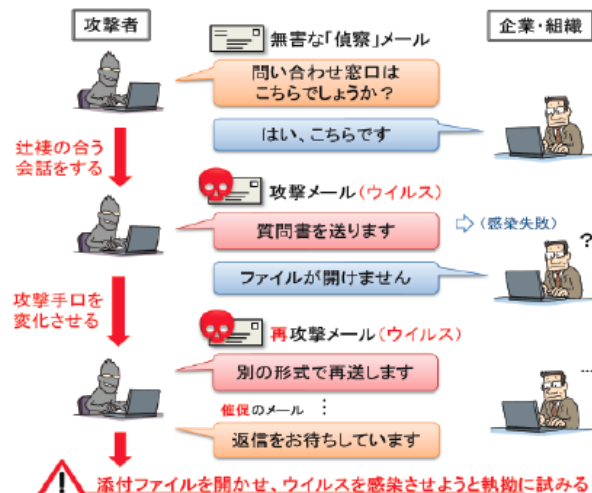 攻撃者
無害な「偵察」メール
企業・組織
問い合わせ窓口は
こちらでしょうか？
はい、こちらです
辻褄の合う
会話をする
攻撃メール(ウイルス)
質問書を送ります
(感染失敗)
?
ファイルが開けません
攻撃手口を
変化させる
再攻撃メール(ウイルス)
別の形式で再送します
…
催促のメール ⋮
返信をお待ちしています
添付ファイルを開かせ、ウイルスを感染させようと執拗に試みる